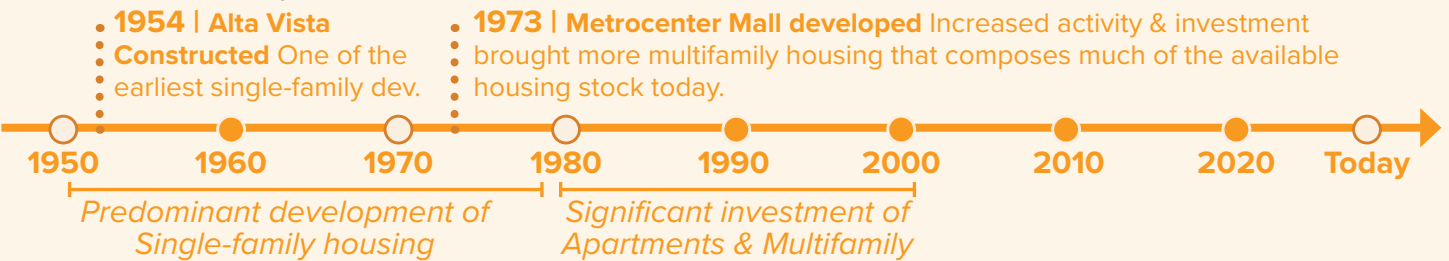 1954 | Alta Vista
Constructed One of the
earliest single-family dev.
1973 | Metrocenter Mall developed Increased activity & investment
brought more multifamily housing that composes much of the available
housing stock today.
1950 1960 1970 1980 1990 2000 2010 2020 Today
Predominant development of
Single-family housing
Significant investment of
Apartments & Multifamily